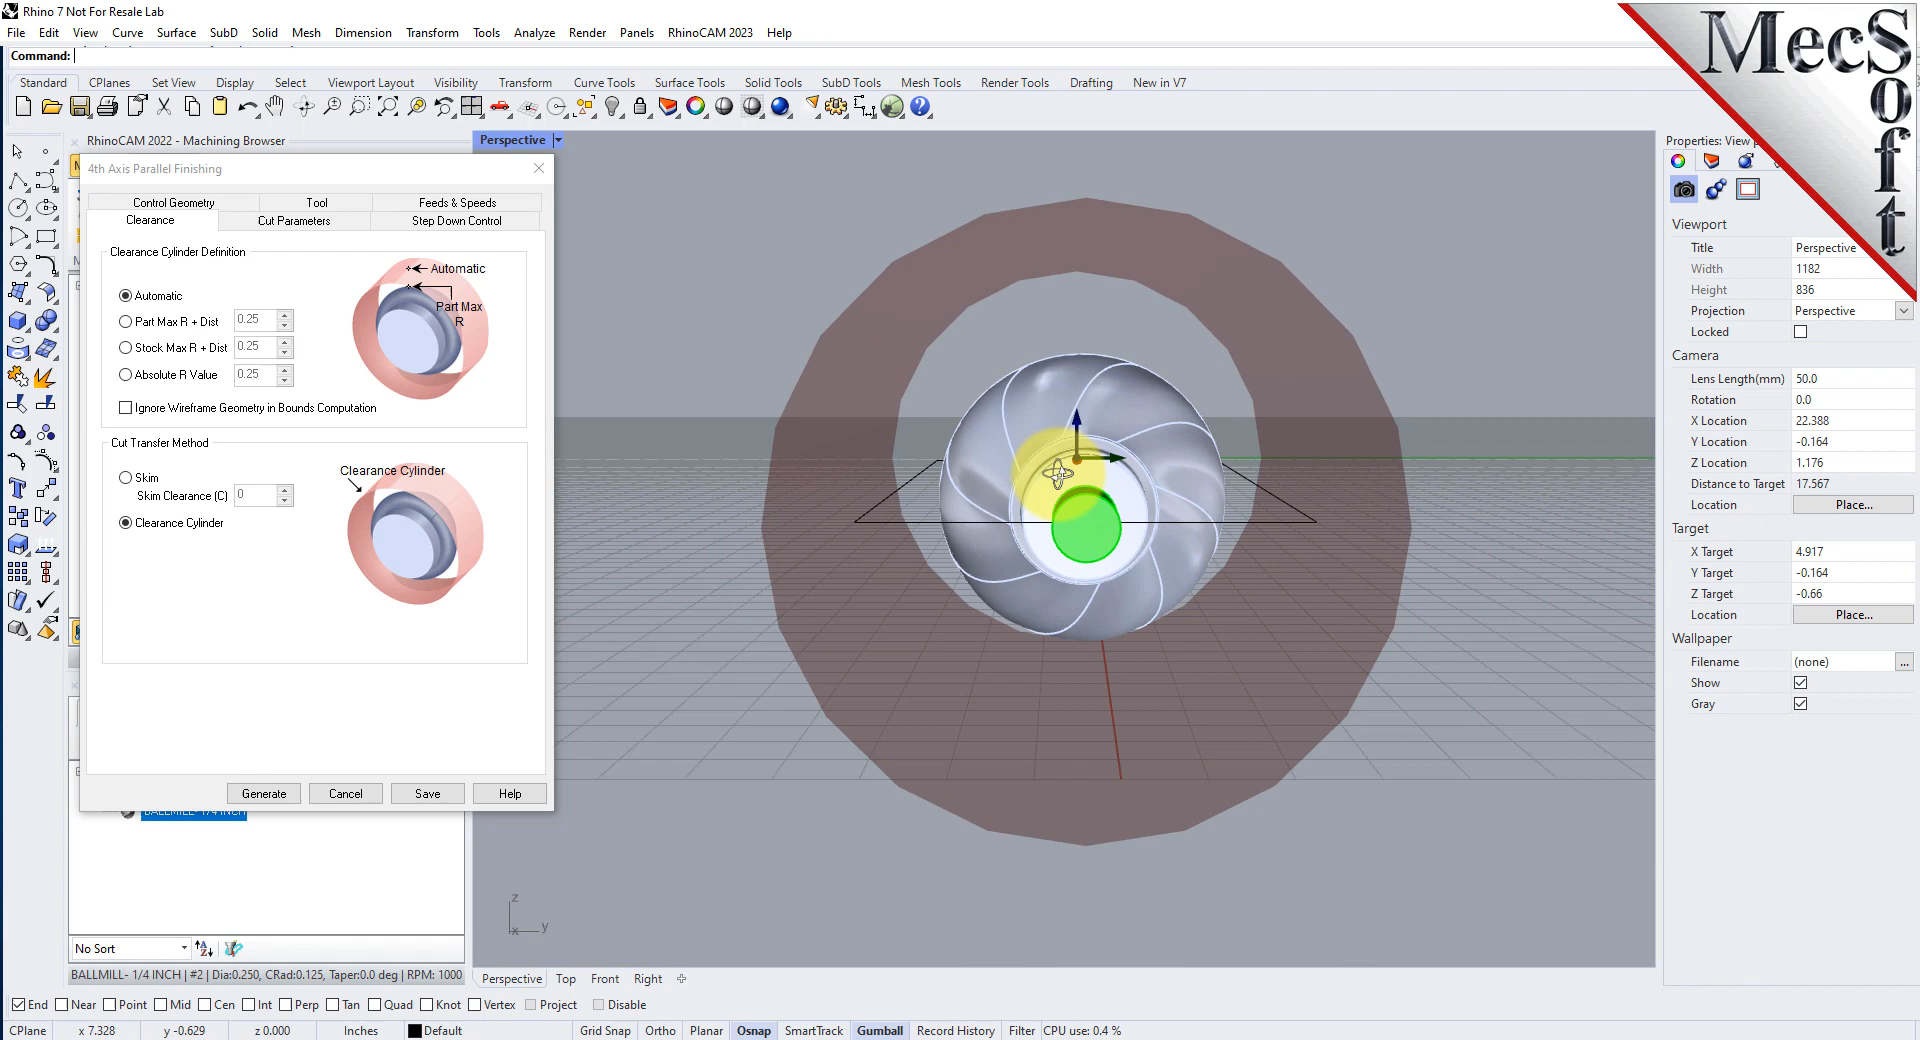 Rhino 7 Not For Resale Lab
File Edit View Curve Surface SubD Solid Mesh Dimension Transform Tools Analyze Render Panels RhinoCAM 2023 Help
Command:
Standard CPlanes Set View Display Select Viewport Layout Visibility Transform Curve Tools Surface Tools Solid Tools SubD Tools Mesh Tools Render Tools Drafting New in V7
MecSoft
RhinoCAM 2022 - Machining Browser
Perspective
4th Axis Parallel Finishing
Control Geometry Tool Feeds & Speeds
Clearance Cut Parameters Step Down Control
Clearance Cylinder Definition
Automatic
Part Max R + Dist 0.25
Stock Max R + Dist 0.25
Absolute R Value 0.25
Automatic
Part Max
R
Ignore Wireframe Geometry in Bounds Computation
Cut Transfer Method
Skim
Skim Clearance (C) 0
Clearance Cylinder
Clearance Cylinder
Generate Cancel Save Help
BALLMILL- 1/4 INCH
No Sort
BALLMILL- 1/4 INCH | #2 | Dia:0.250, CRad:0.125, Taper:0.0 deg | RPM: 1000
z
x y
Perspective Top Front Right
Properties: View
Viewport
Title Perspective
Width 1182
Height 836
Projection Perspective
Locked
Camera
Lens Length(mm) 50.0
Rotation 0.0
X Location 22.388
Y Location -0.164
Z Location 1.176
Distance to Target 17.567
Location Place...
Target
X Target 4.917
Y Target -0.164
Z Target -0.66
Location Place...
Wallpaper
Filename (none) ...
Show
Gray
End Near Point Mid Cen Int Perp Tan Quad Knot Vertex Project Disable
CPlane x 7.328 y -0.629 z 0.000 Inches Default Grid Snap Ortho Planar Osnap SmartTrack Gumball Record History Filter CPU use: 0.4 %